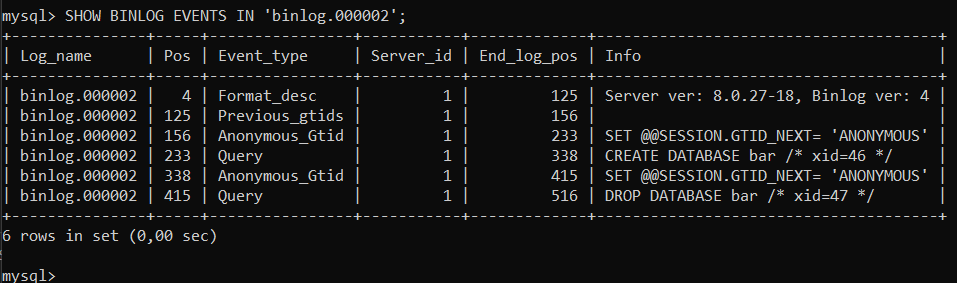 mysql> SHOW BINLOG EVENTS IN 'binlog.000002';
+---------------+-----+----------------+-----------+-------------+--------------------------------------+
| Log_name      | Pos | Event_type     | Server_id | End_log_pos | Info                                 |
+---------------+-----+----------------+-----------+-------------+--------------------------------------+
| binlog.000002 |   4 | Format_desc    |         1 |         125 | Server ver: 8.0.27-18, Binlog ver: 4 |
| binlog.000002 | 125 | Previous_gtids |         1 |         156 |                                      |
| binlog.000002 | 156 | Anonymous_Gtid |         1 |         233 | SET @@SESSION.GTID_NEXT= 'ANONYMOUS' |
| binlog.000002 | 233 | Query          |         1 |         338 | CREATE DATABASE bar /* xid=46 */     |
| binlog.000002 | 338 | Anonymous_Gtid |         1 |         415 | SET @@SESSION.GTID_NEXT= 'ANONYMOUS' |
| binlog.000002 | 415 | Query          |         1 |         516 | DROP DATABASE bar /* xid=47 */       |
+---------------+-----+----------------+-----------+-------------+--------------------------------------+
6 rows in set (0,00 sec)
mysql>